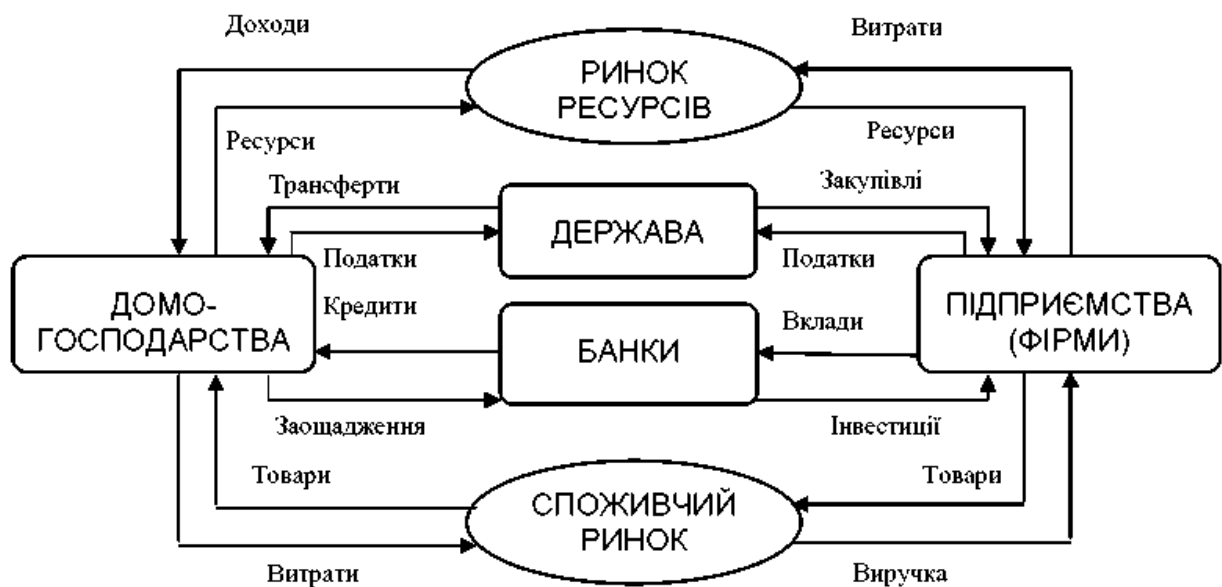 Доходи
Витрати
РИНОК
РЕСУРСІВ
Ресурси
Ресурси
Трансферти
Закупівлі
ДЕРЖАВА
Податки
Податки
ДОМО-
ГОСПОДАРСТВА
Кредити
БАНКИ
Вклади
ПІДПРИЄМСТВА
(ФІРМИ)
Заощадження
Інвестиції
Товари
Товари
СПОЖИВЧИЙ
РИНОК
Витрати
Виручка